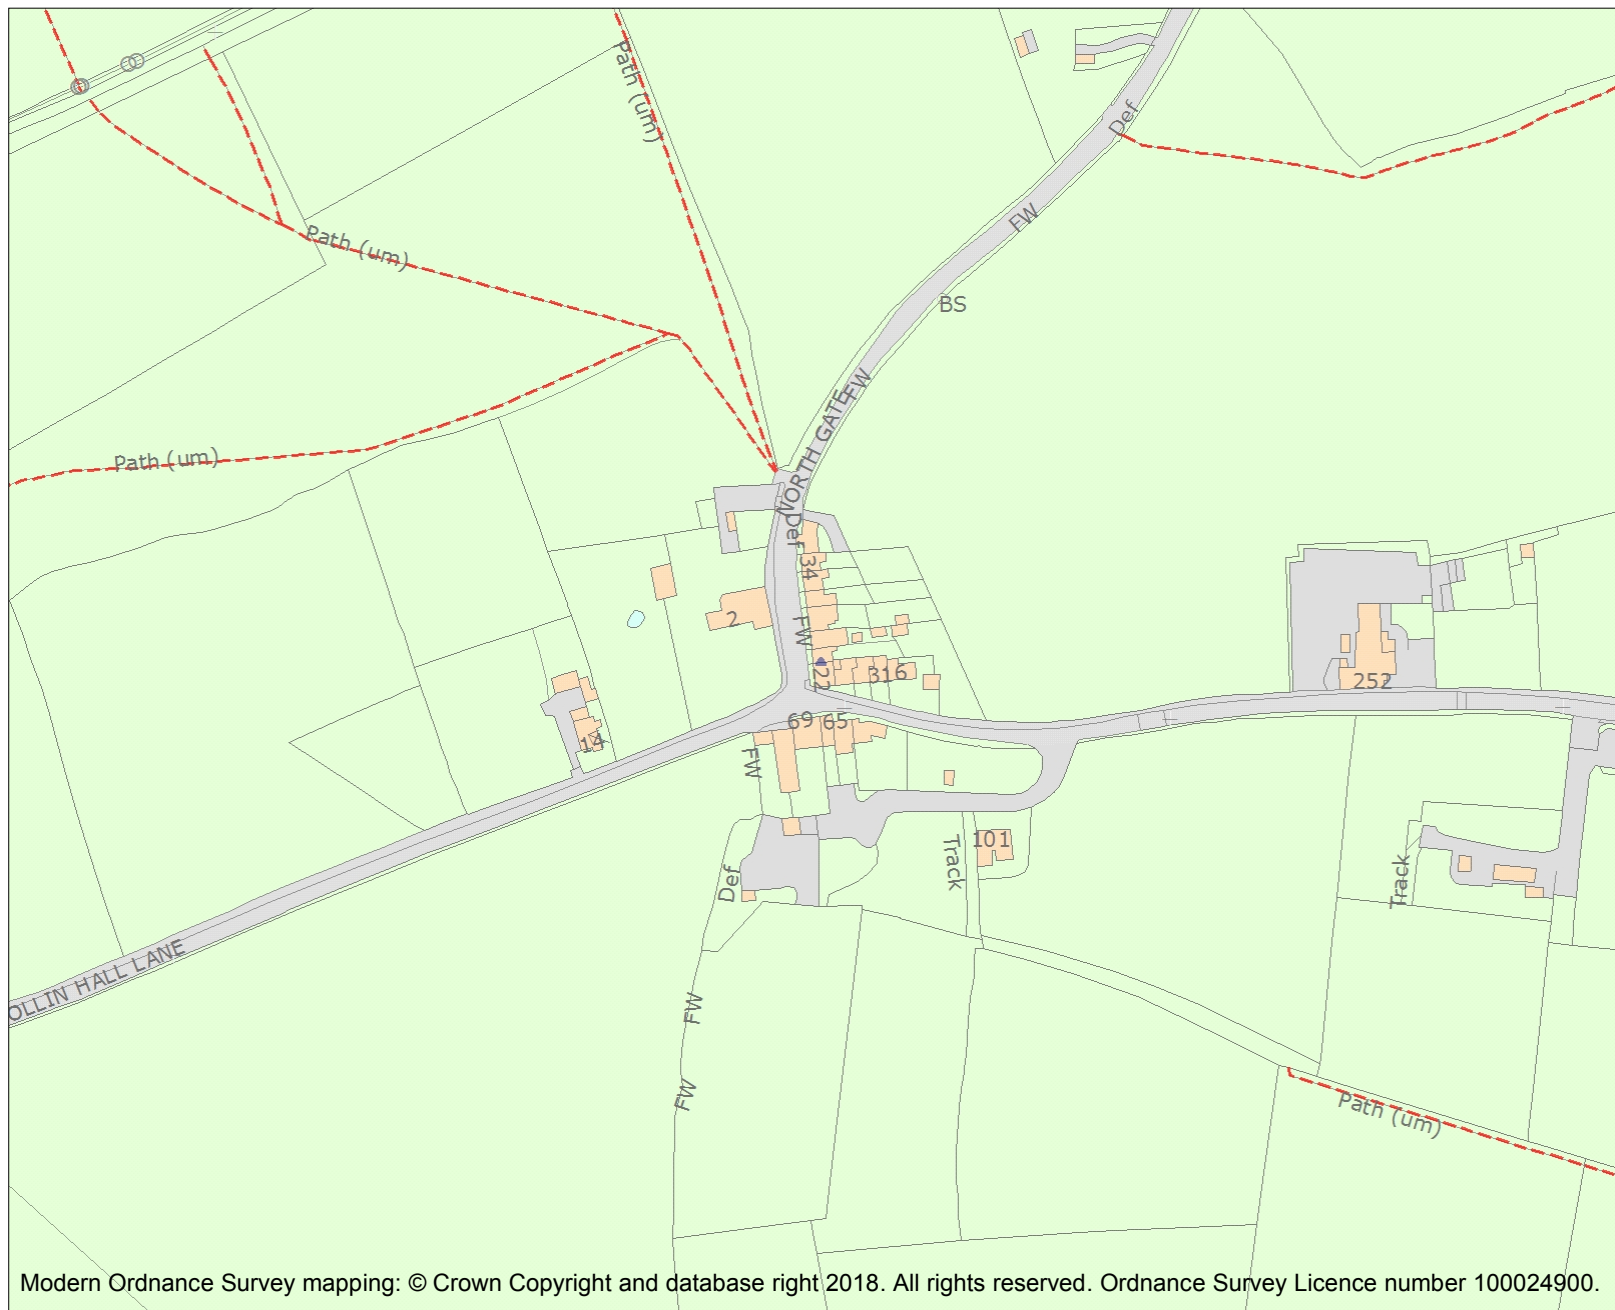 Path (um)
Def
FW
Path (um)
BS
FW
NORTH GATE
Path (um)
Def
34
FW
2
22
316
252
69
65
14
FW
101
Track
Track
Def
OLLIN HALL LANE
FW
FW
Path (um)
Modern Ordnance Survey mapping: © Crown Copyright and database right 2018. All rights reserved. Ordnance Survey Licence number 100024900.